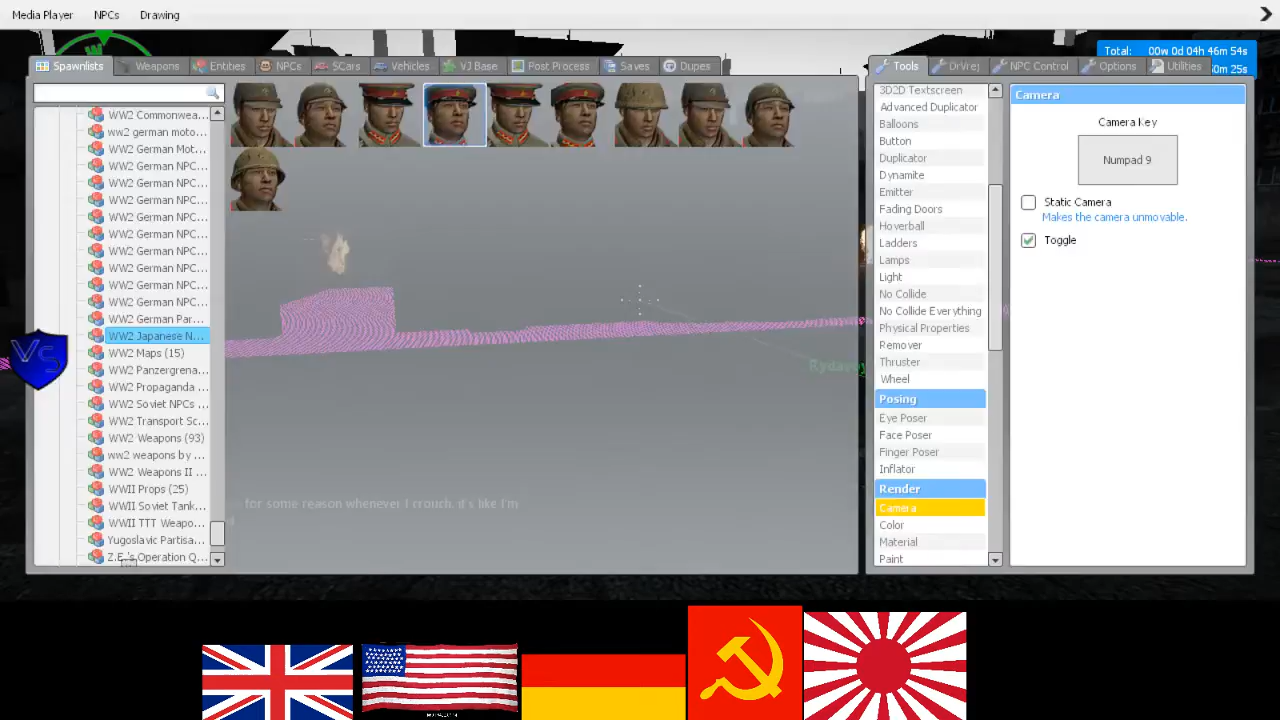 Media Player NPCs Drawing
Total: 00w 0d 04h 46m 54s
50m 25s
Spawnlists Weapons Entities NPCs SCars Vehicles VJ Base Post Process Saves Dupes
Tools DrVrej NPC Control Options Utilities
WW2 Commonwea...
ww2 german moto...
WW2 German Mot...
WW2 German NPC...
WW2 German NPC...
WW2 German NPC...
WW2 German NPC...
WW2 German NPC...
WW2 German NPC...
WW2 German NPC...
WW2 German NPC...
WW2 German NPC...
WW2 German Par...
WW2 Japanese N...
WW2 Maps (15)
WW2 Panzergrena...
WW2 Propaganda ...
WW2 Soviet NPCs ...
WW2 Transport Sc...
WW2 Weapons (93)
ww2 weapons by ...
WW2 Weapons II ...
WWII Props (25)
WWII Soviet Tank...
WWII TTT Weapo...
Yugoslavic Partisa...
Z.E.'s Operation Q...
VS
for some reason whenever I crouch, it's like I'm
3D2D Textscreen
Advanced Duplicator
Balloons
Button
Duplicator
Dynamite
Emitter
Fading Doors
Hoverball
Ladders
Lamps
Light
No Collide
No Collide Everything
Physical Properties
Remover
Thruster
Wheel
Posing
Eye Poser
Face Poser
Finger Poser
Inflator
Render
Camera
Color
Material
Paint
Camera
Camera Key
Numpad 9
Static Camera
Makes the camera unmovable.
Toggle